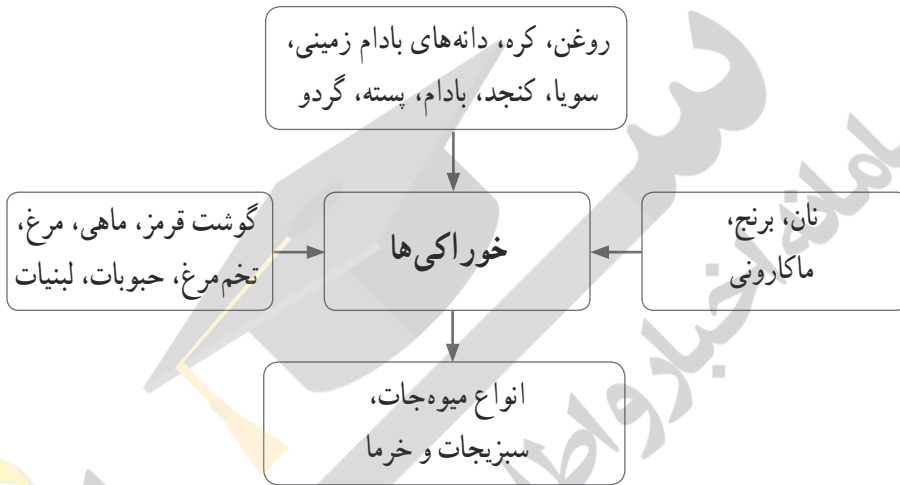 روغن، کره، دانه‌های بادام زمینی،
سویا، کنجد، بادام، پسته، گردو
نان، برنج،
ماکارونی
خوراکی‌ها
گوشت قرمز، ماهی، مرغ،
تخم‌مرغ، حبوبات، لبنیات
انواع میوه‌جات،
سبزیجات و خرما